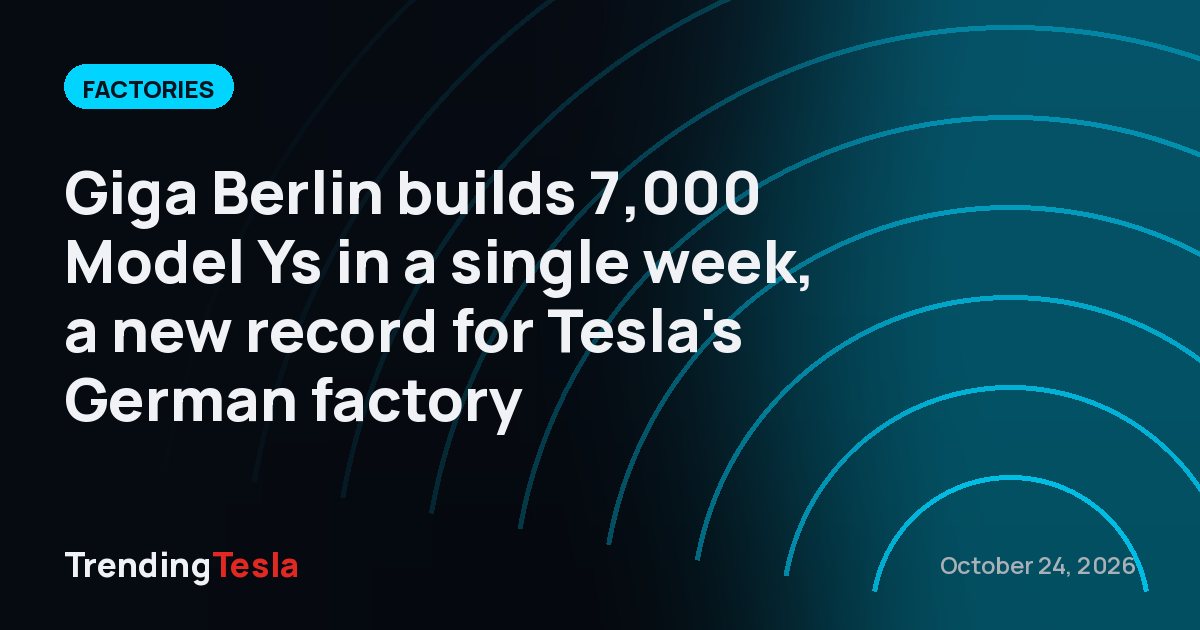 FACTORIES
Giga Berlin builds 7,000
Model Ys in a single week,
a new record for Tesla's
German factory
TrendingTesla
October 24, 2026